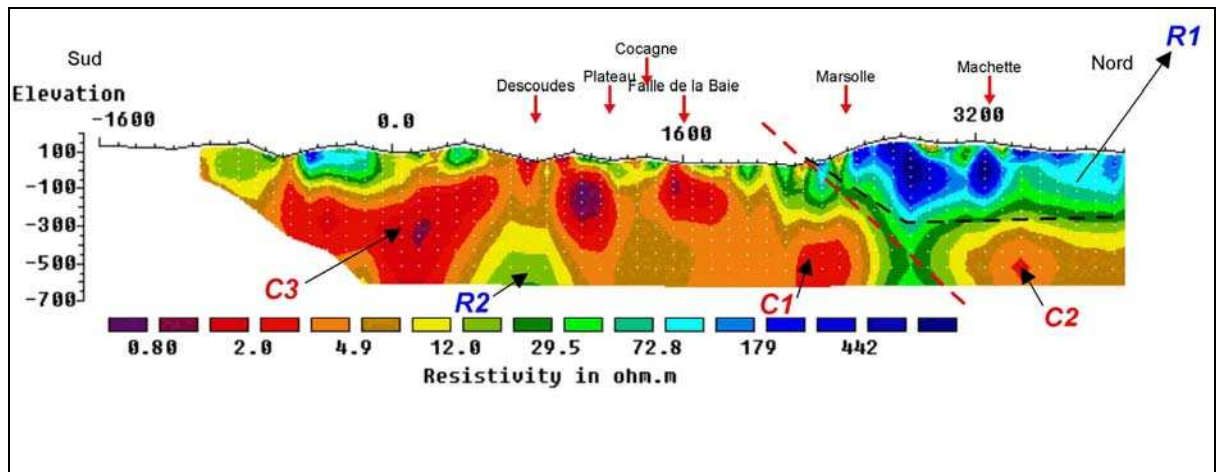 R1
Sud
Cocagne
Nord
Descoudes
Plateau
Faille de la Baie
Marsolle
Machette
Elevation
-1600
0.0
1600
3200
100
-100
-300
-500
-700
C3
R2
C1
C2
0.80 2.0 4.9 12.0 29.5 72.8 179 442
Resistivity in ohm.m